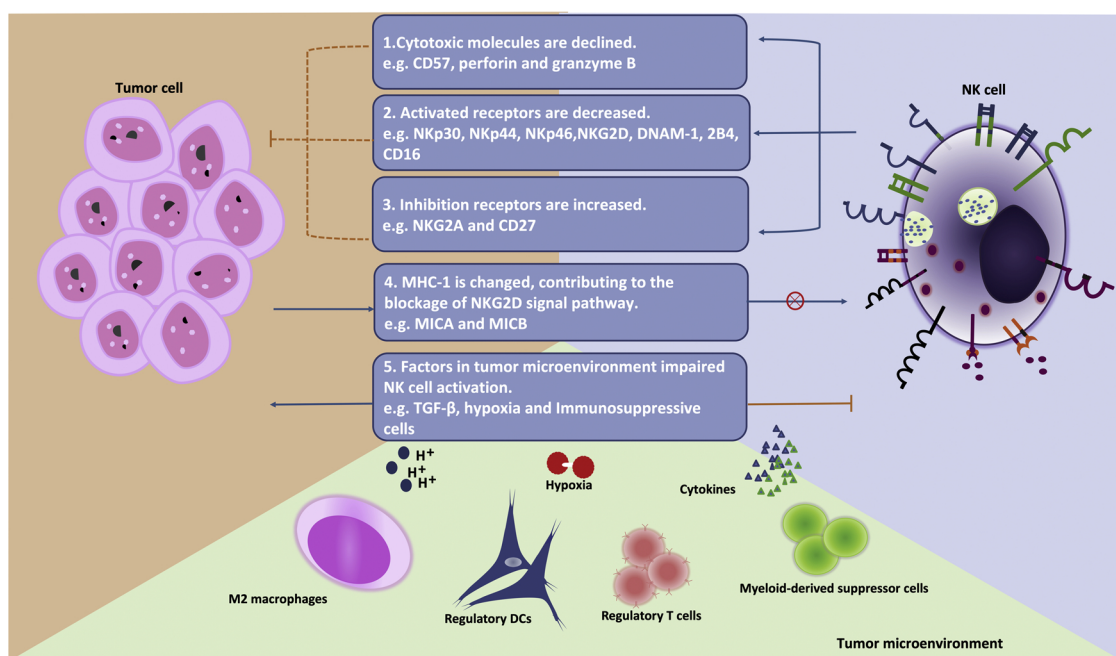 1.Cytotoxic molecules are declined.
e.g. CD57, perforin and granzyme B
Tumor cell
NK cell
2. Activated receptors are decreased.
e.g. NKp30, NKp44, NKp46,NKG2D, DNAM-1, 2B4,
CD16
3. Inhibition receptors are increased.
e.g. NKG2A and CD27
4. MHC-1 is changed, contributing to the
blockage of NKG2D signal pathway.
e.g. MICA and MICB
5. Factors in tumor microenvironment impaired
NK cell activation.
e.g. TGF-β, hypoxia and Immunosuppressive
cells
H+
H+
H+
Hypoxia
Cytokines
M2 macrophages
Regulatory DCs
Regulatory T cells
Myeloid-derived suppressor cells
Tumor microenvironment